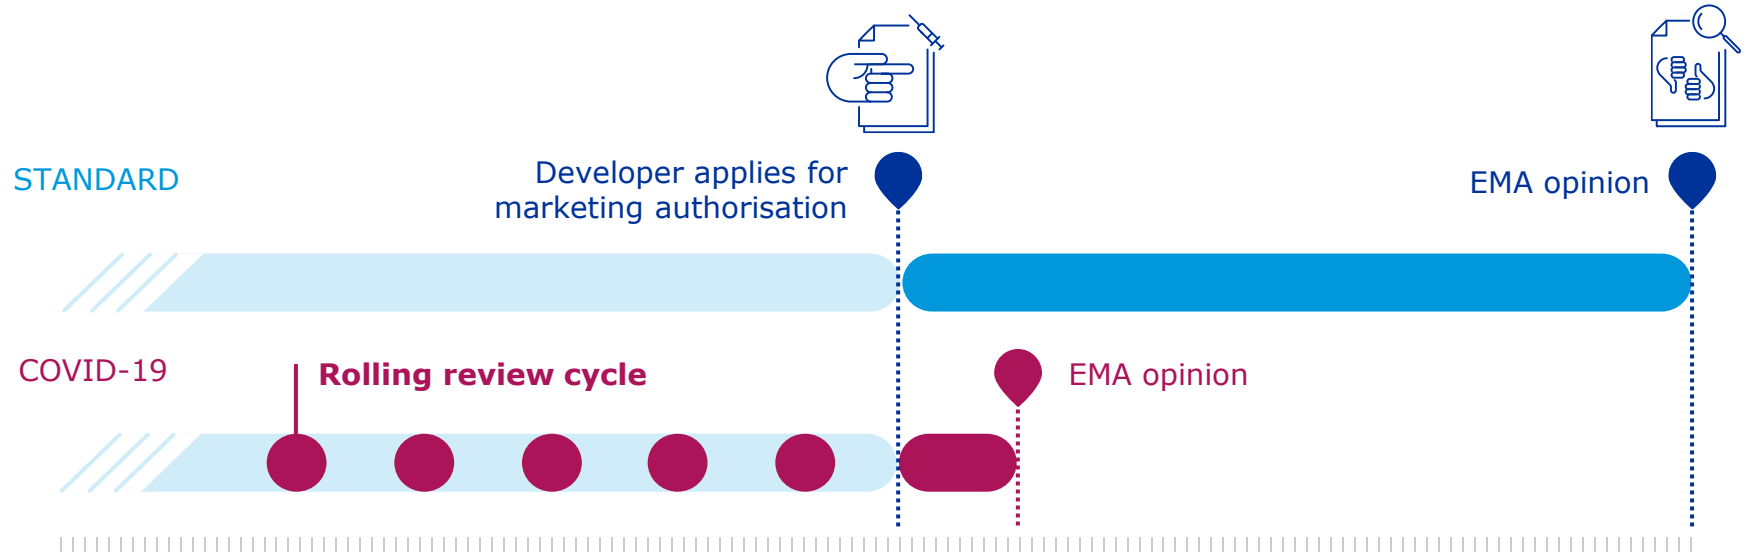 STANDARD
Developer applies for
marketing authorisation
EMA opinion
COVID-19
Rolling review cycle
EMA opinion